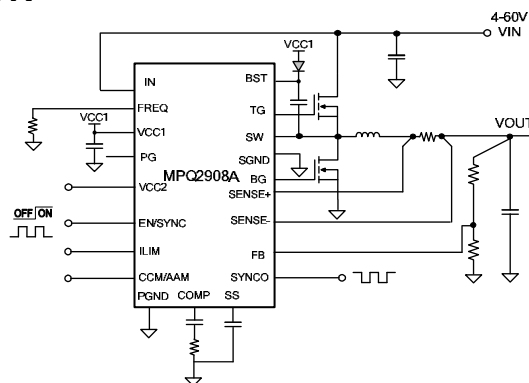 4-60V
VIN
VCC1
IN
BST
FREQ
TG
VCC1
VCC1
SW
VOUT
PG
SGND
MPQ2908A
BG
VCC2
SENSE+
OFF ON
EN/SYNC
SENSE-
ILIM
FB
CCM/AAM
SYNCO
PGND
COMP
SS